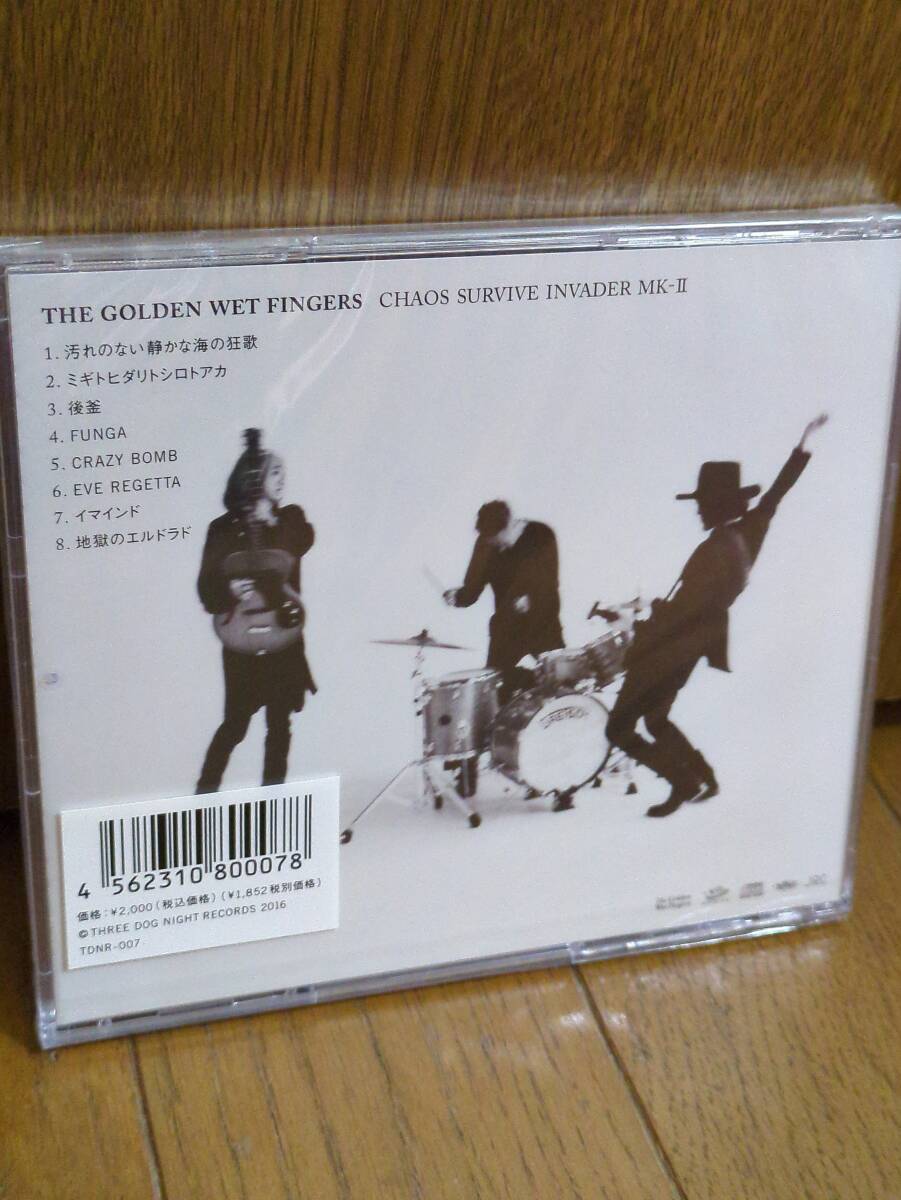 THE GOLDEN WET FINGERS CHAOS SURVIVE INVADER MK-Ⅱ
1. 汚れのない静かな海の狂歌
2. ミギトヒダリトシロトアカ
3. 後釜
4. FUNGA
5. CRAZY BOMB
6. EVE REGETTA
7. イマインド
8. 地獄のエルドラド
4 562310 800078
価格:¥2,000(税込価格)(¥1,852税別価格)
©THREE DOG NIGHT RECORDS 2016
TDNR-007